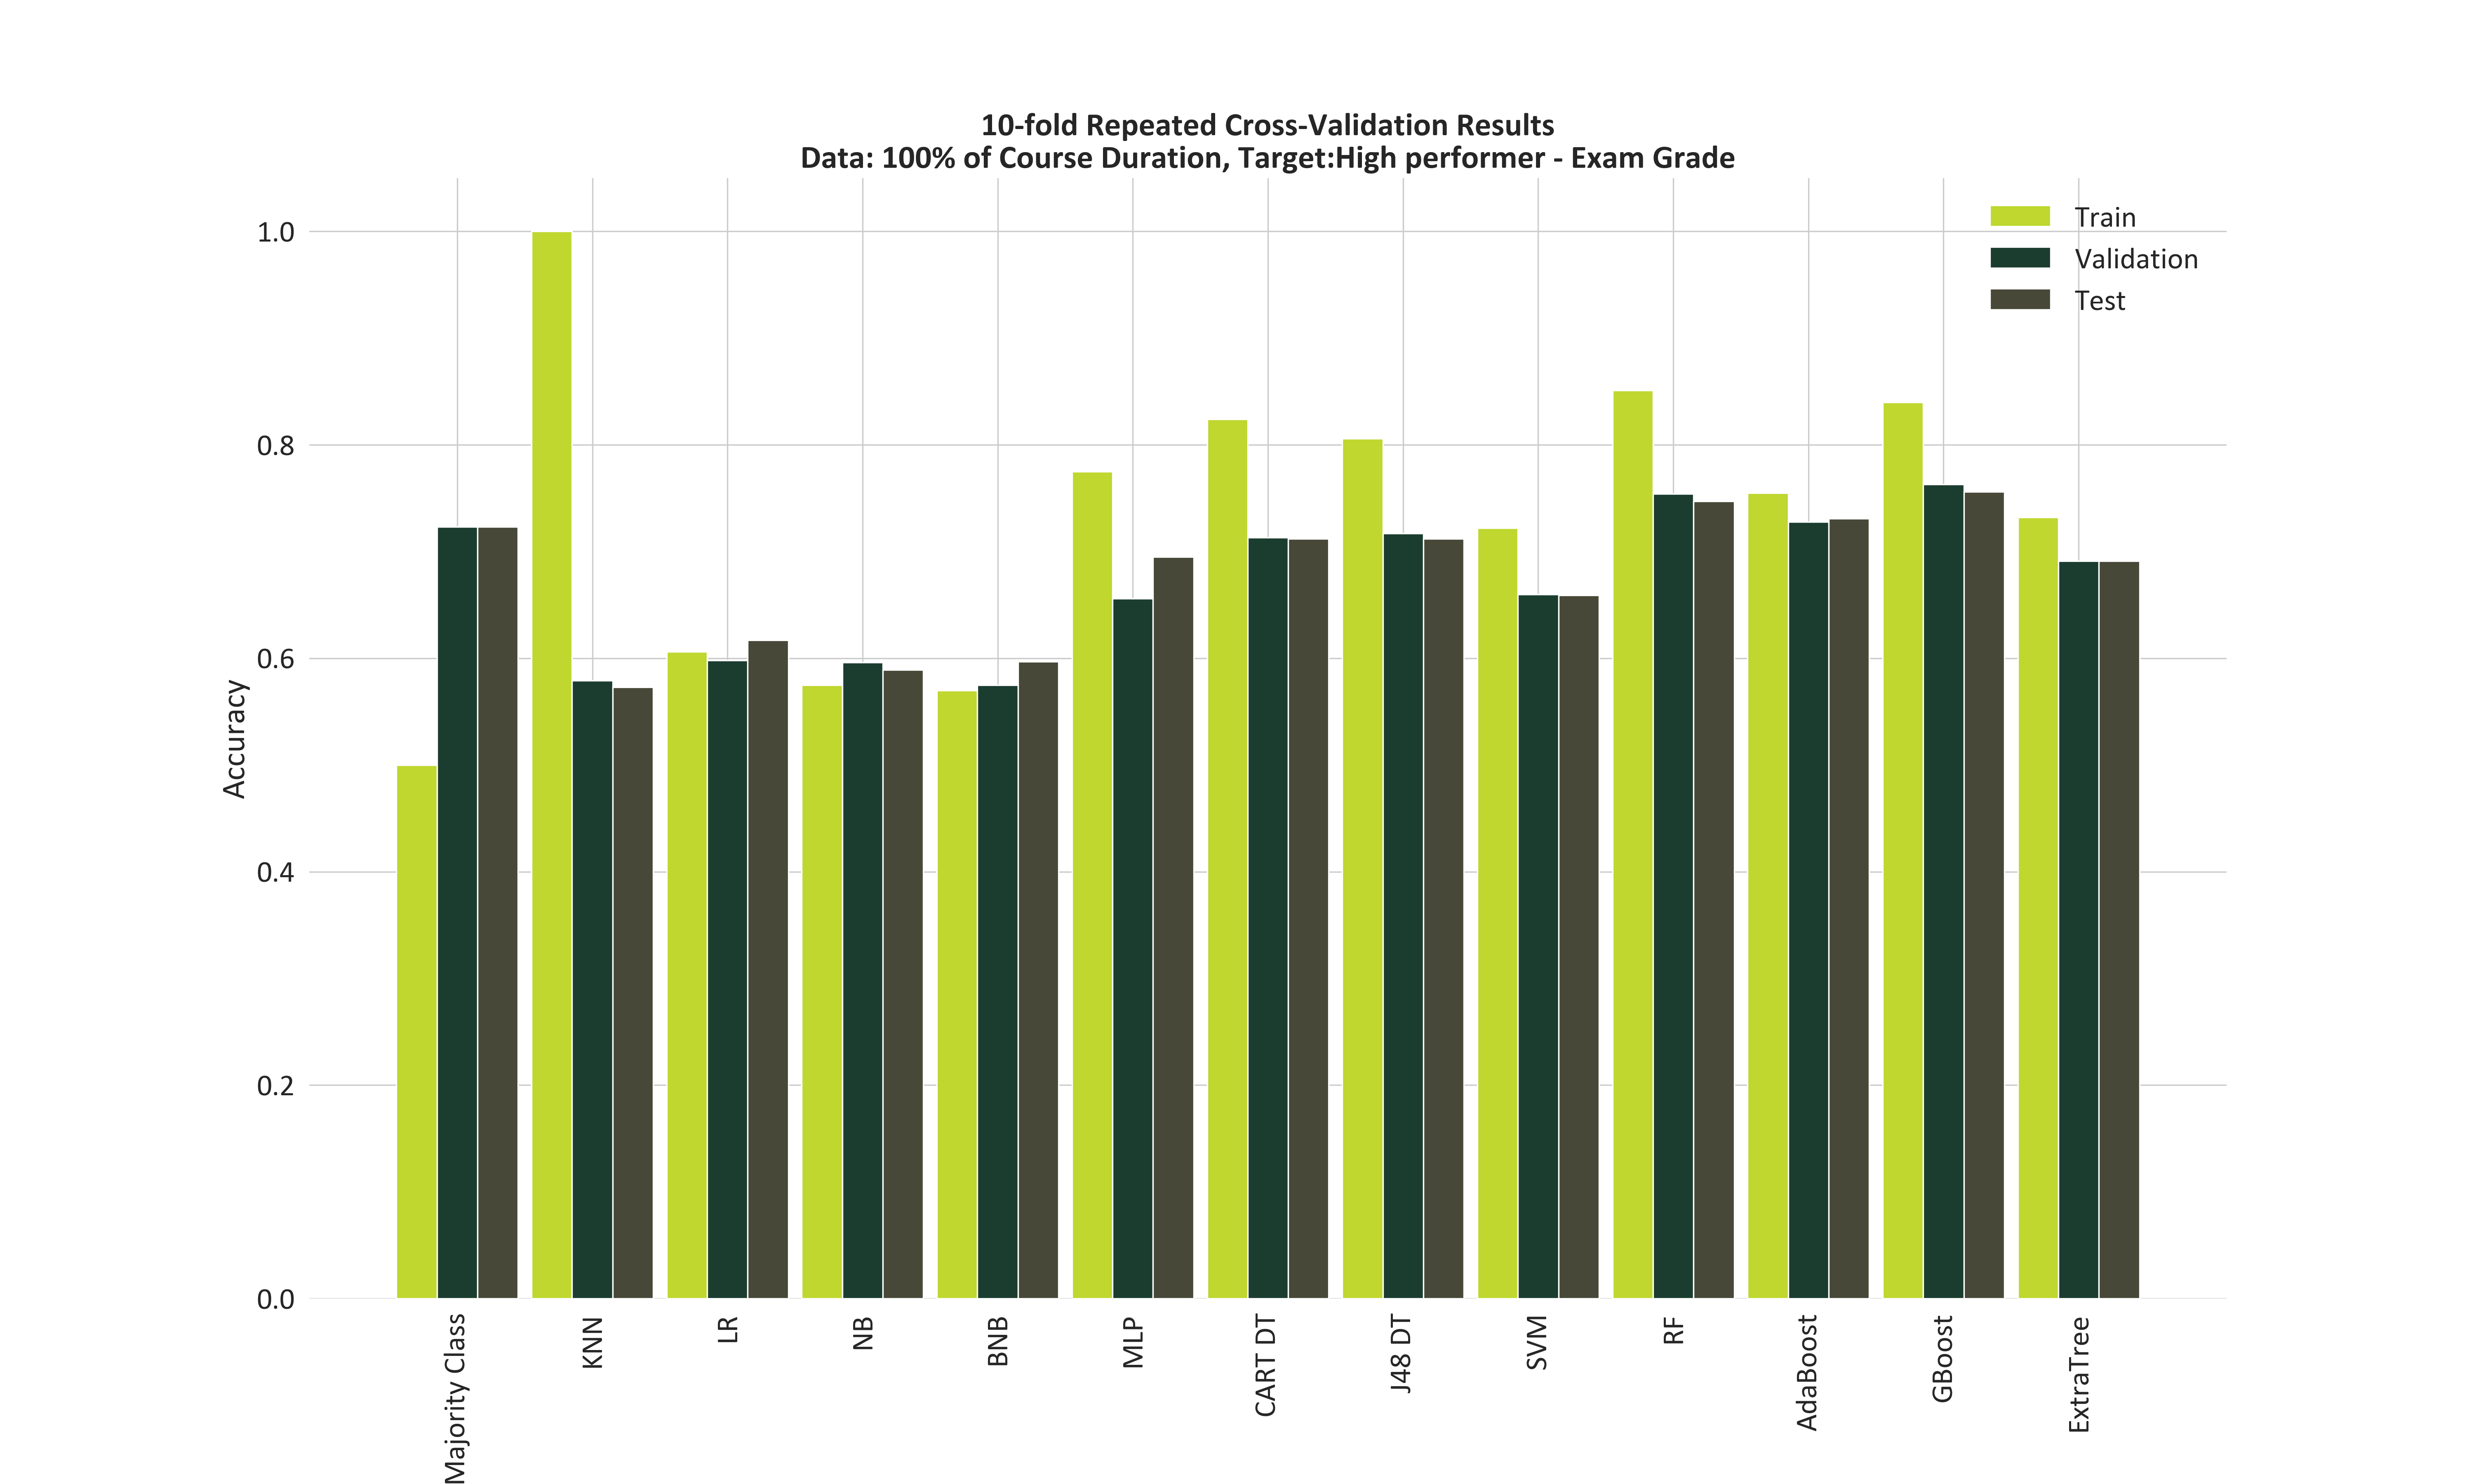 10-fold Repeated Cross-Validation Results
Data: 100% of Course Duration, Target:High performer - Exam Grade
Train
Validation
Test
1.0
0.8
0.6
0.4
0.2
0.0
Accuracy
Majority Class
KNN
LR
NB
BNB
MLP
CART DT
J48 DT
SVM
RF
AdaBoost
GBoost
ExtraTree